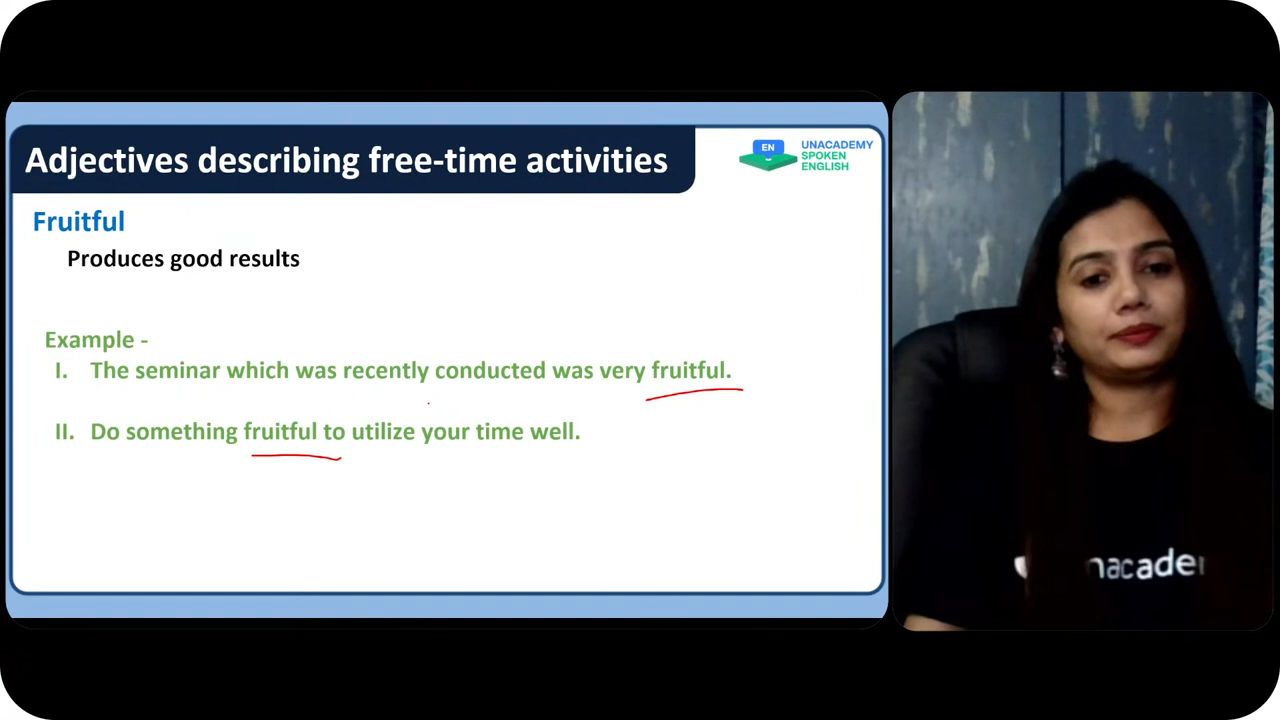 Adjectives describing free-time activities
EN
UNACADEMY
SPOKEN
ENGLISH
Fruitful
Produces good results
Example -
I. The seminar which was recently conducted was very fruitful.
II. Do something fruitful to utilize your time well.